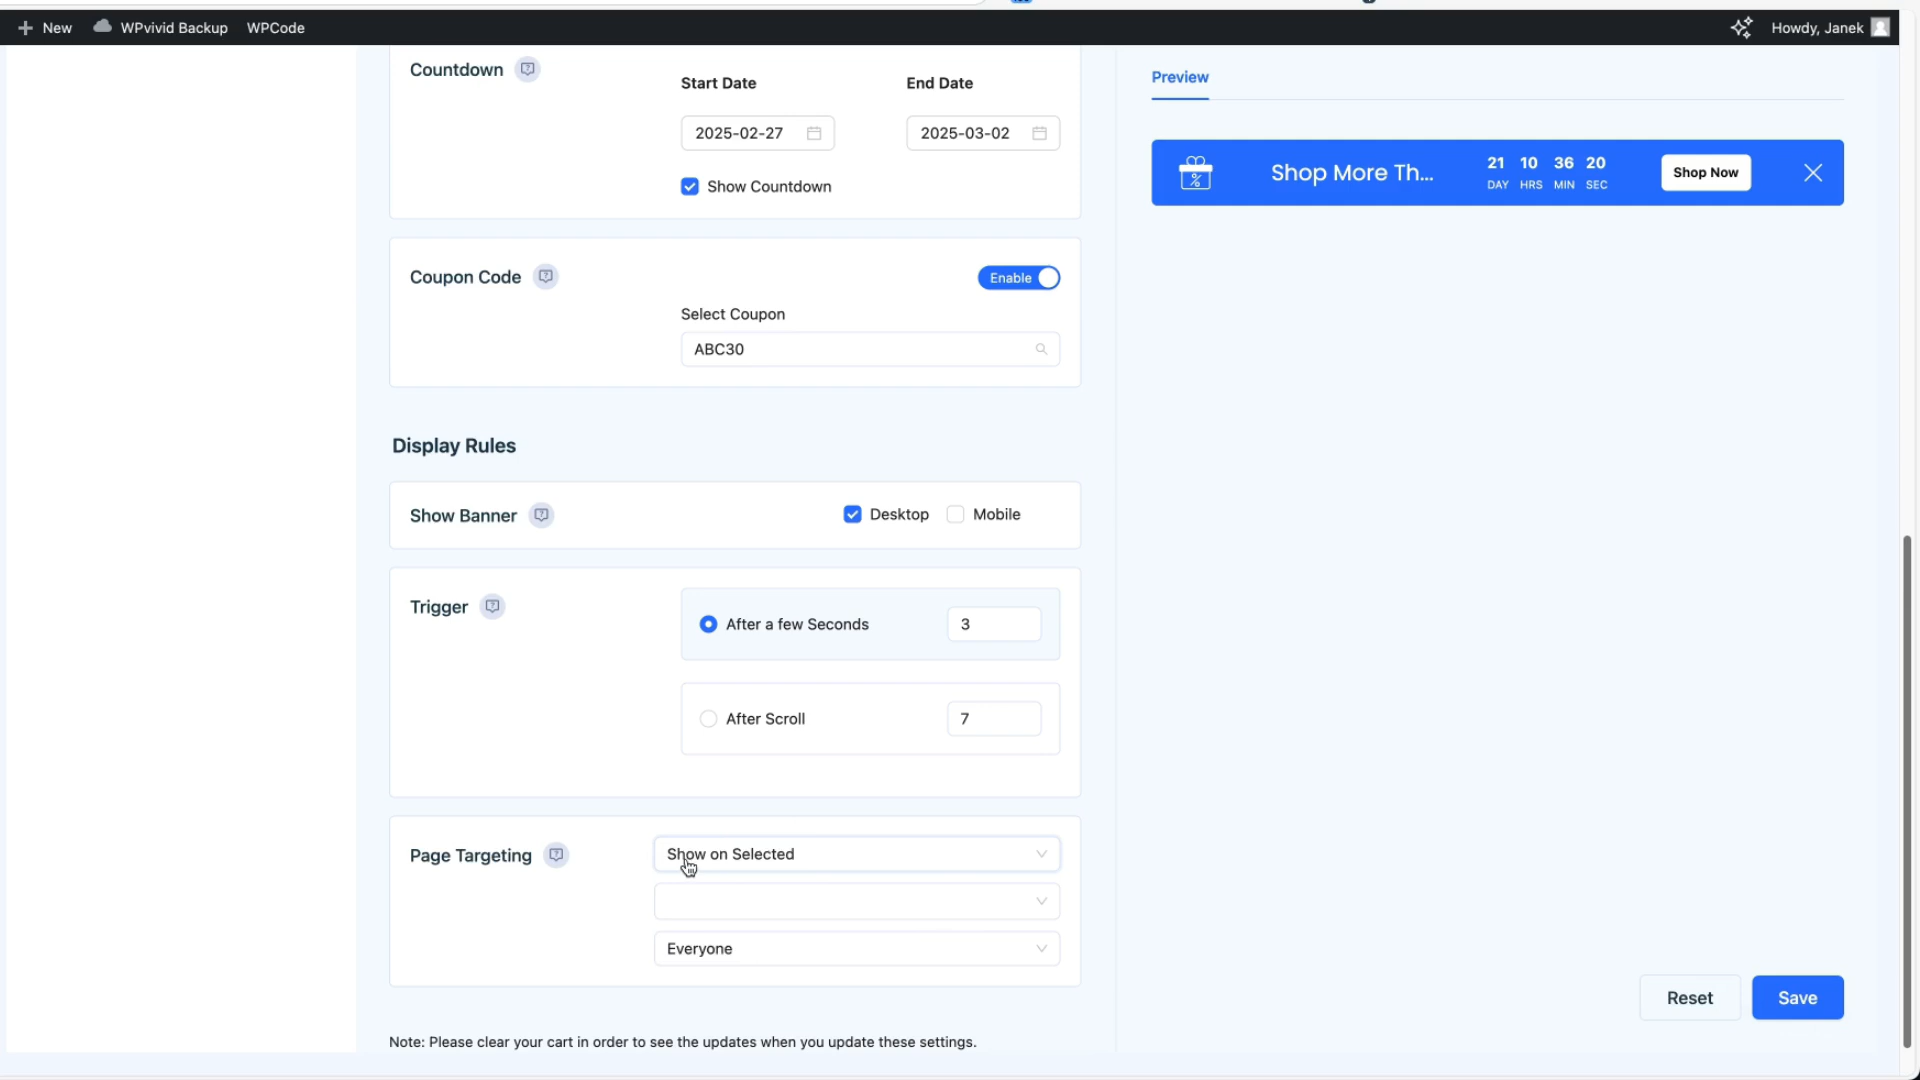 New
WPvivid Backup
WPCode
Howdy, Janek
Countdown
Start Date
End Date
2025-02-27
2025-03-02
Show Countdown
Coupon Code
Enable
Select Coupon
ABC30
Display Rules
Show Banner
Desktop
Mobile
Trigger
After a few Seconds
3
After Scroll
7
Page Targeting
Show on Selected
Everyone
Note: Please clear your cart in order to see the updates when you update these settings.
Preview
%
Shop More Th...
21 10 36 20
DAY HRS MIN SEC
Shop Now
Reset
Save